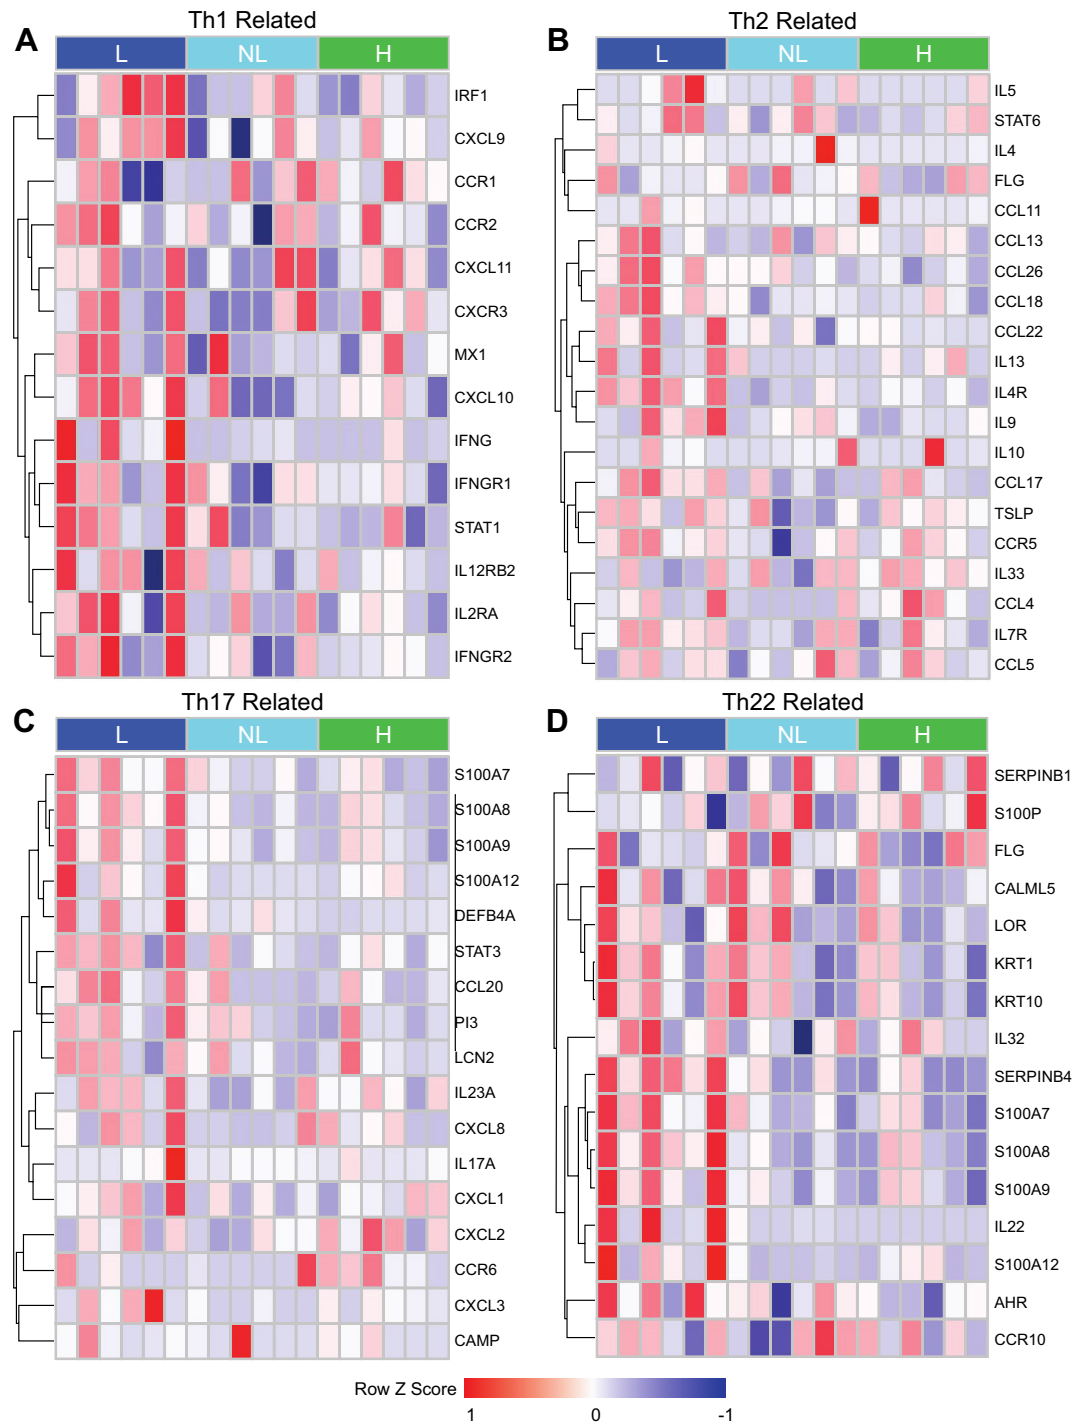 A
Th1 Related
L NL H
IRF1
CXCL9
CCR1
CCR2
CXCL11
CXCR3
MX1
CXCL10
IFNG
IFNGR1
STAT1
IL12RB2
IL2RA
IFNGR2
B
Th2 Related
L NL H
IL5
STAT6
IL4
FLG
CCL11
CCL13
CCL26
CCL18
CCL22
IL13
IL4R
IL9
IL10
CCL17
TSLP
CCR5
IL33
CCL4
IL7R
CCL5
C
Th17 Related
L NL H
S100A7
S100A8
S100A9
S100A12
DEFB4A
STAT3
CCL20
PI3
LCN2
IL23A
CXCL8
IL17A
CXCL1
CXCL2
CCR6
CXCL3
CAMP
D
Th22 Related
L NL H
SERPINB1
S100P
FLG
CALML5
LOR
KRT1
KRT10
IL32
SERPINB4
S100A7
S100A8
S100A9
IL22
S100A12
AHR
CCR10
Row Z Score
1 0 -1